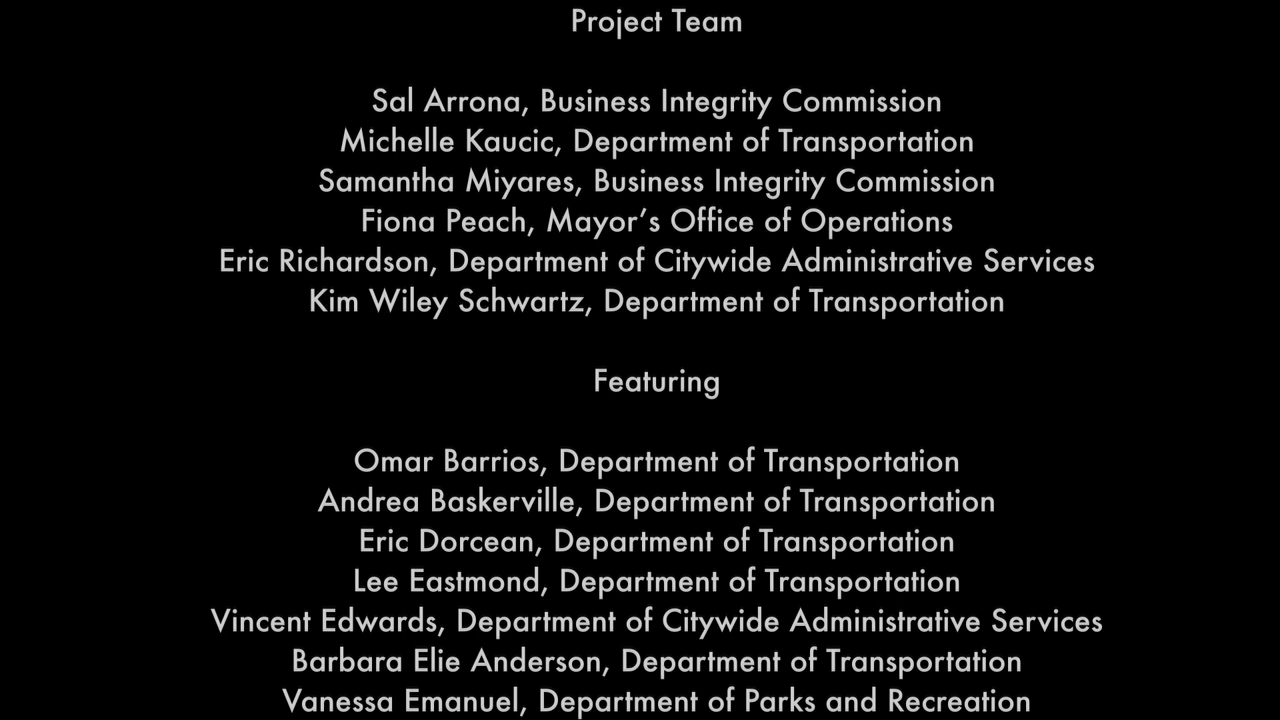 Project Team
Sal Arrona, Business Integrity Commission
Michelle Kaucic, Department of Transportation
Samantha Miyares, Business Integrity Commission
Fiona Peach, Mayor’s Office of Operations
Eric Richardson, Department of Citywide Administrative Services
Kim Wiley Schwartz, Department of Transportation
Featuring
Omar Barrios, Department of Transportation
Andrea Baskerville, Department of Transportation
Eric Dorcean, Department of Transportation
Lee Eastmond, Department of Transportation
Vincent Edwards, Department of Citywide Administrative Services
Barbara Elie Anderson, Department of Transportation
Vanessa Emanuel, Department of Parks and Recreation